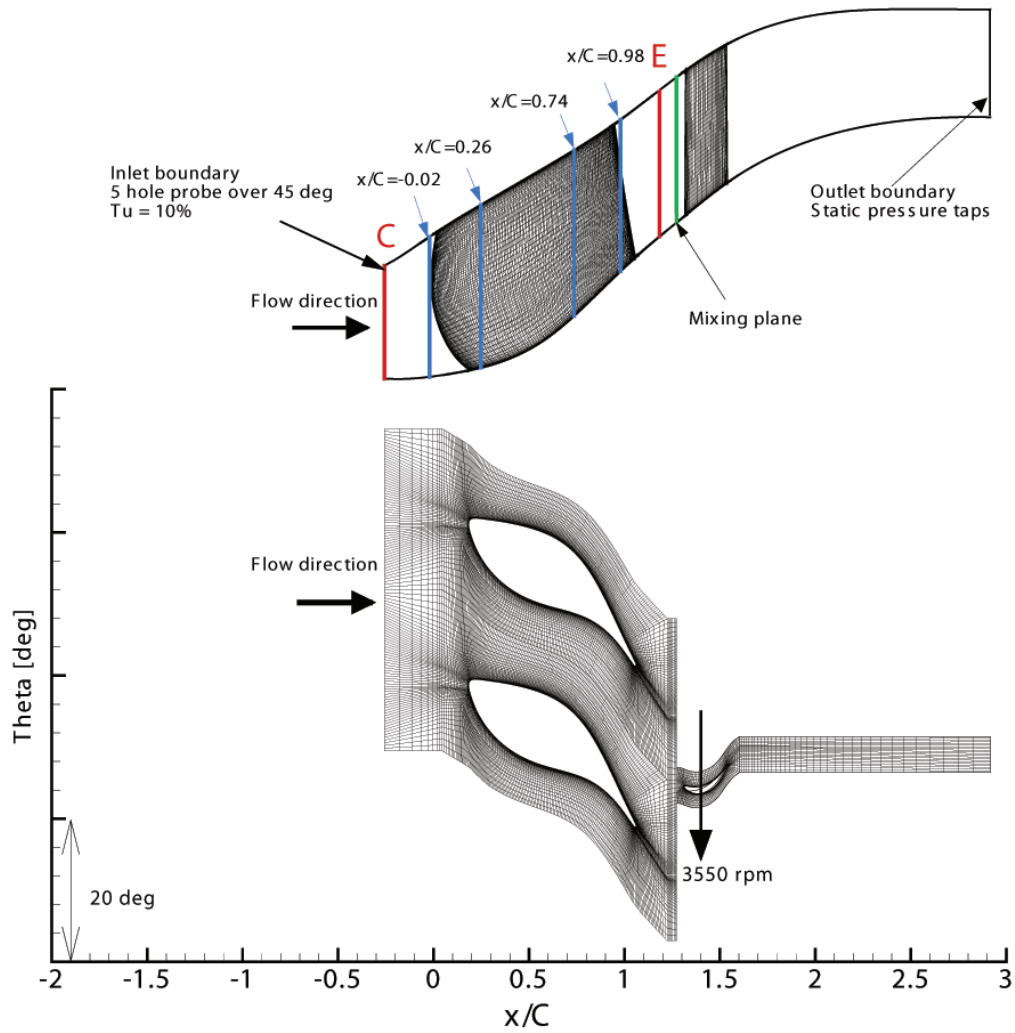 x/C=0.98
E
x/C=0.74
x/C=0.26
Inlet boundary
5 hole probe over 45 deg
Tu = 10%
x/C=-0.02
C
Outlet boundary
Static pressure taps
Flow direction
Mixing plane
Flow direction
Theta [deg]
3550 rpm
20 deg
-2 -1.5 -1 -0.5 0 0.5 1 1.5 2 2.5 3
x/C